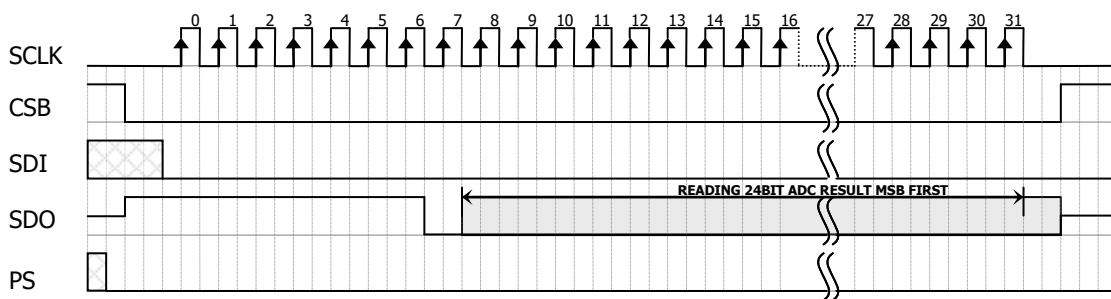 0 1 2 3 4 5 6 7 8 9 10 11 12 13 14 15 16 27 28 29 30 31
SCLK
CSB
SDI
READING 24BIT ADC RESULT MSB FIRST
SDO
PS